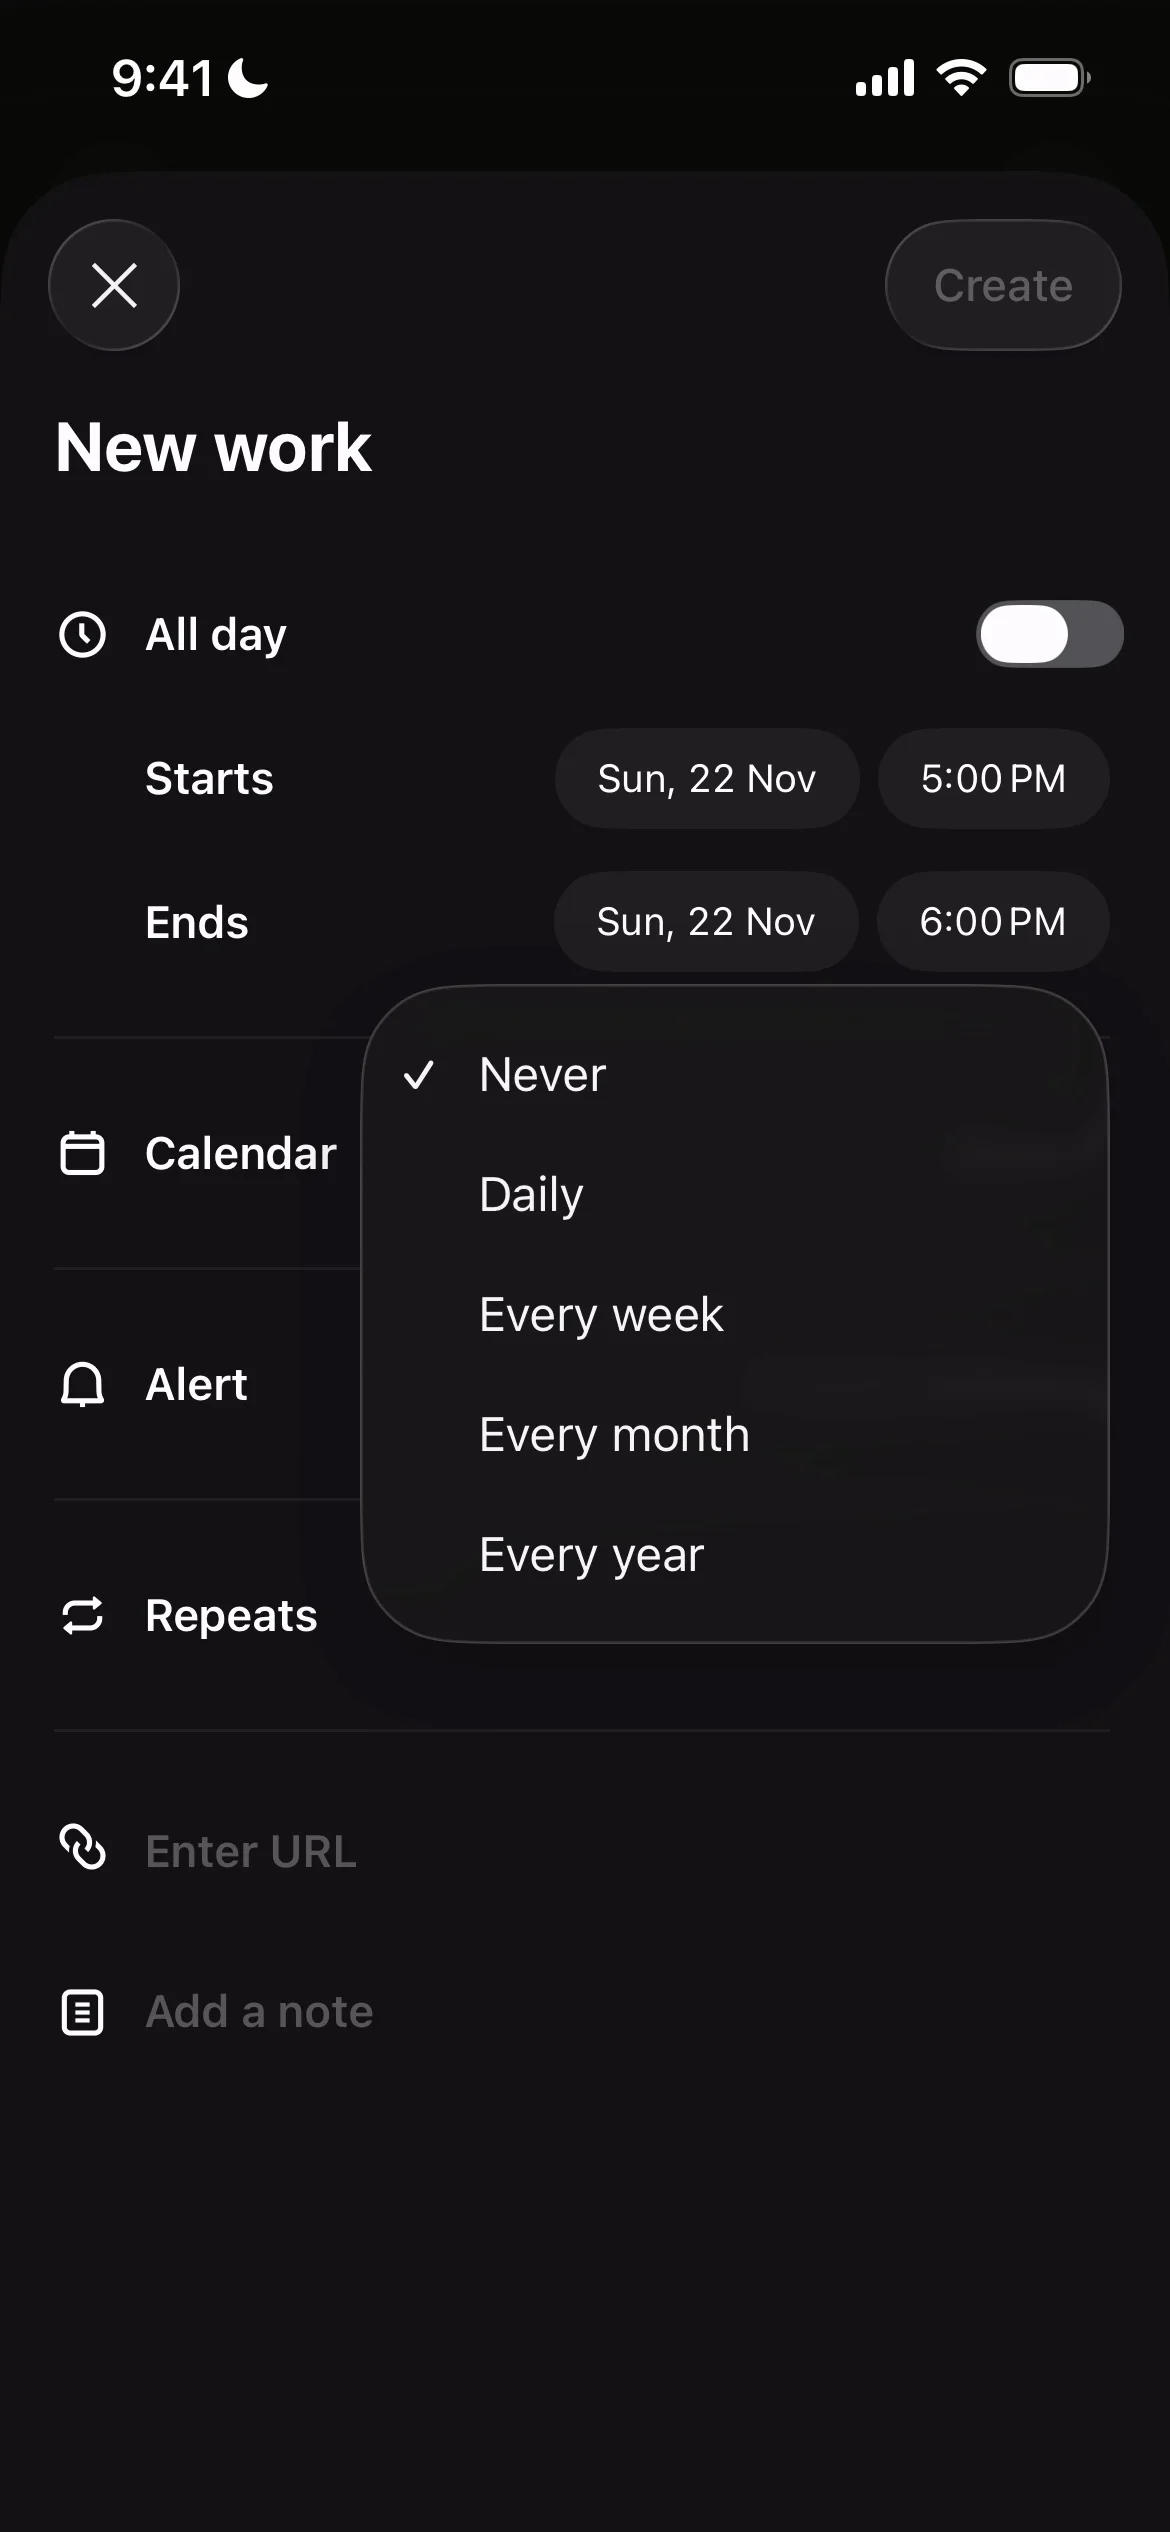 9:41
Create
New work
All day
Starts Sun, 22 Nov 5:00 PM
Ends Sun, 22 Nov 6:00 PM
Never
Calendar
Daily
Every week
Alert
Every month
Every year
Repeats
Enter URL
Add a note